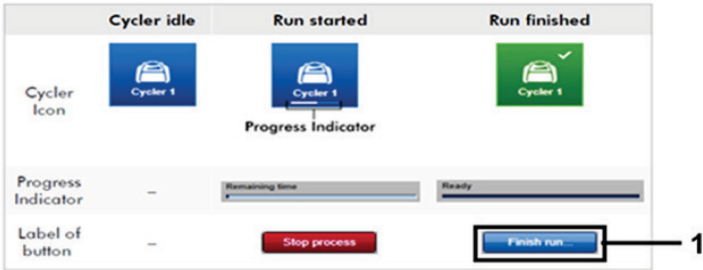 Cycler idle Run started Run finished
Cycler Icon
Cycler 1 Cycler 1 Cycler 1
Progress Indicator
Progress Indicator
– Remaining time Ready
Label of button
– Stop process Finish run... 1